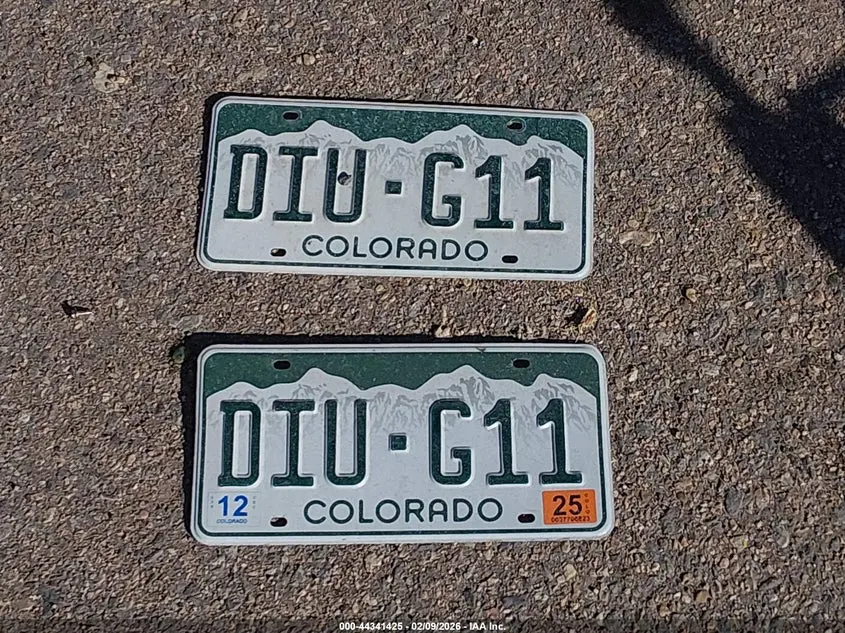 DIU·G11
COLORADO
DIU·G11
12
25
COLORADO
COLORADO
000-44341425 - 02/09/2026 - IAA Inc.